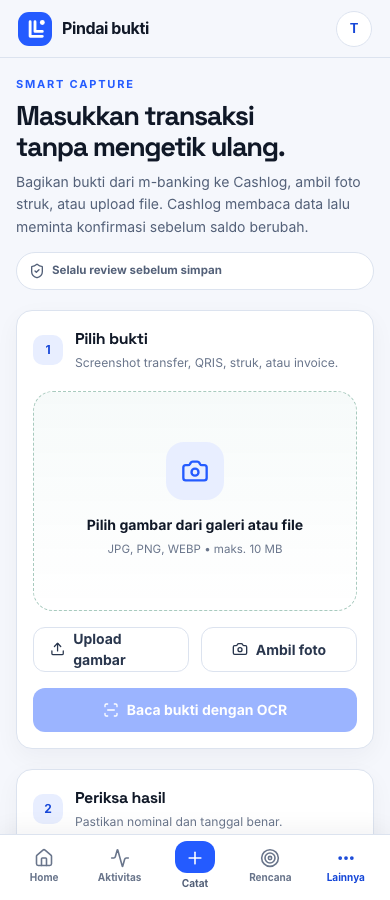 Pindai bukti
T
SMART CAPTURE
Masukkan transaksi
tanpa mengetik ulang.
Bagikan bukti dari m-banking ke Cashlog, ambil foto
struk, atau upload file. Cashlog membaca data lalu
meminta konfirmasi sebelum saldo berubah.
Selalu review sebelum simpan
1
Pilih bukti
Screenshot transfer, QRIS, struk, atau invoice.
Pilih gambar dari galeri atau file
JPG, PNG, WEBP • maks. 10 MB
Upload
gambar
Ambil foto
Baca bukti dengan OCR
2
Periksa hasil
Pastikan nominal dan tanggal benar.
Home
Aktivitas
Catat
Rencana
Lainnya